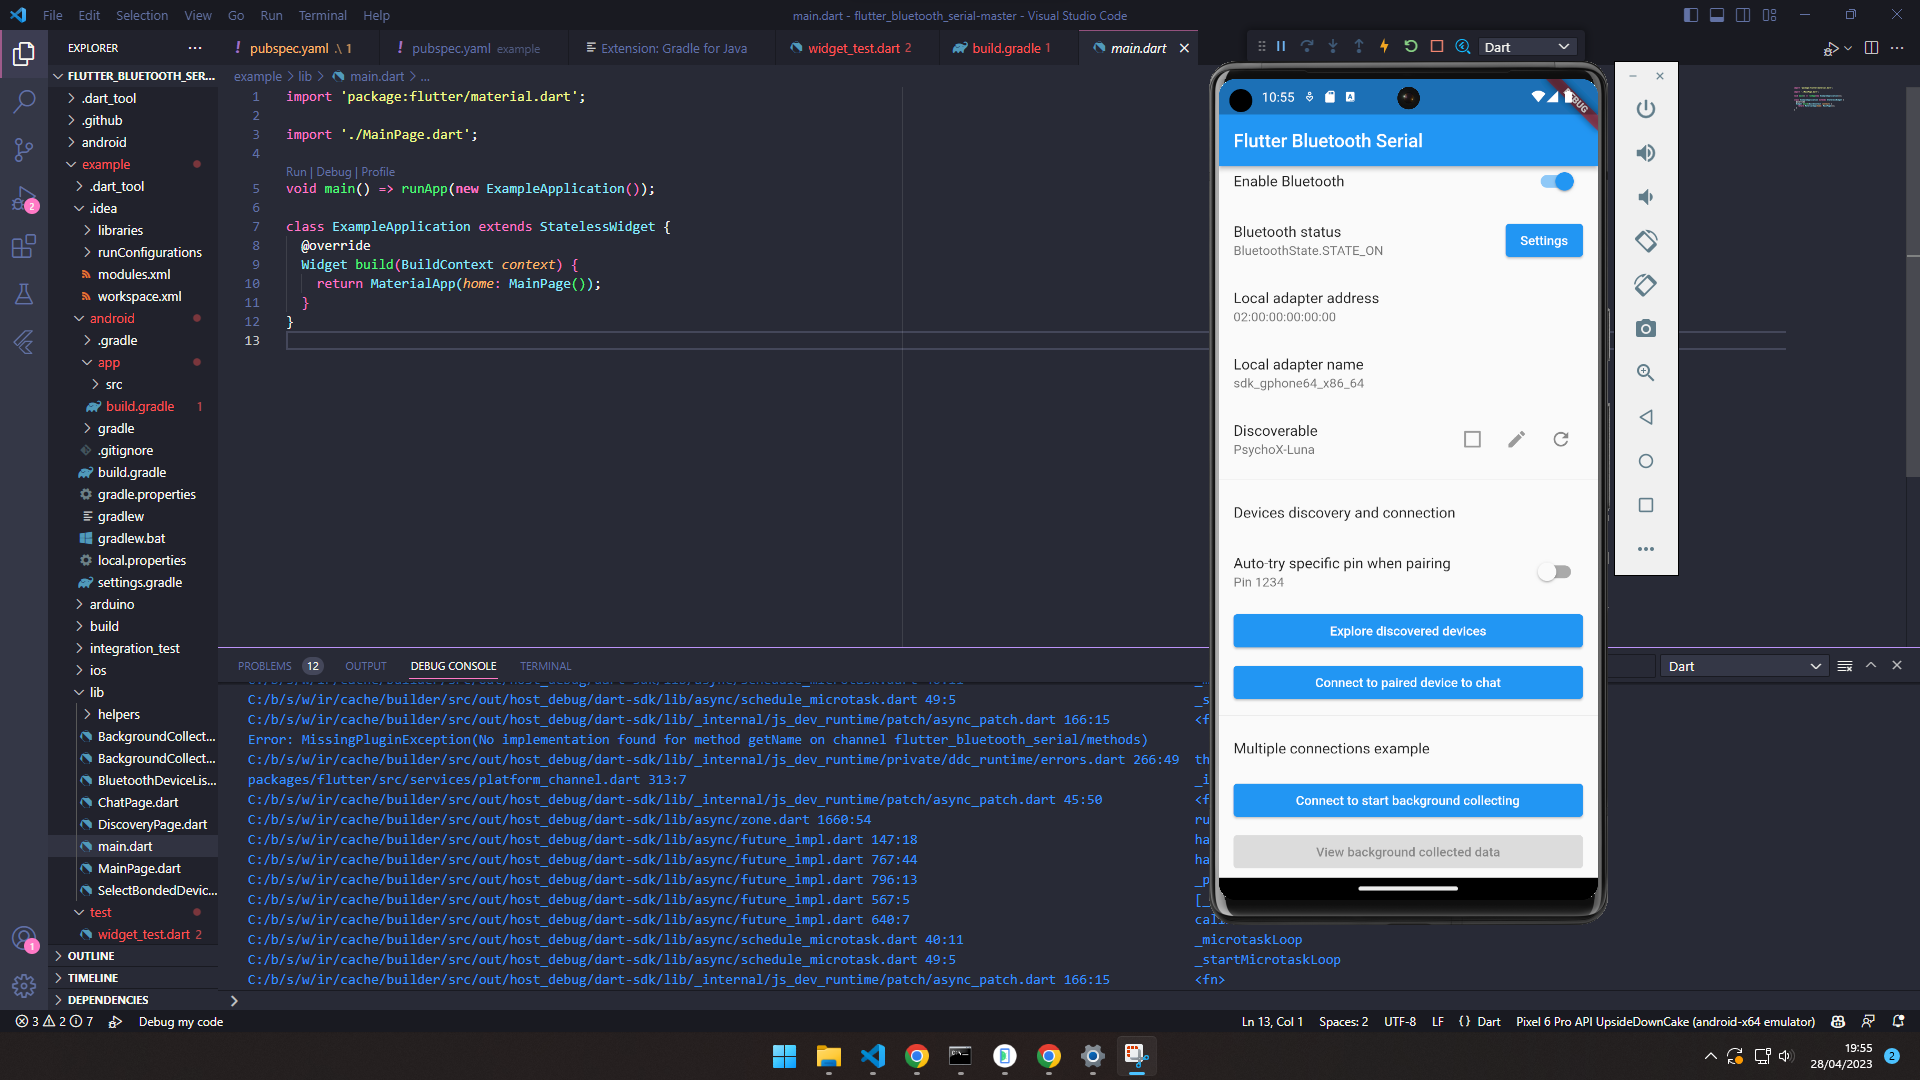 File Edit Selection View Go Run Terminal Help
main.dart - flutter_bluetooth_serial-master - Visual Studio Code
EXPLORER
pubspec.yaml .\ 1
pubspec.yaml example
Extension: Gradle for Java
widget_test.dart 2
build.gradle 1
main.dart
Dart
FLUTTER_BLUETOOTH_SER...
.dart_tool
.github
android
example
.dart_tool
.idea
libraries
runConfigurations
modules.xml
workspace.xml
android
.gradle
app
src
build.gradle 1
gradle
.gitignore
build.gradle
gradle.properties
gradlew
gradlew.bat
local.properties
settings.gradle
arduino
build
integration_test
ios
lib
helpers
BackgroundCollect...
BackgroundCollect...
BluetoothDeviceLis...
ChatPage.dart
DiscoveryPage.dart
main.dart
MainPage.dart
SelectBondedDevic...
test
widget_test.dart 2
OUTLINE
TIMELINE
DEPENDENCIES
2
1
example > lib > main.dart > ...
1 import 'package:flutter/material.dart';
2
3 import './MainPage.dart';
4
Run | Debug | Profile
5 void main() => runApp(new ExampleApplication());
6
7 class ExampleApplication extends StatelessWidget {
8 @override
9 Widget build(BuildContext context) {
10 return MaterialApp(home: MainPage());
11 }
12 }
13
PROBLEMS 12 OUTPUT DEBUG CONSOLE TERMINAL
Dart
C:/b/s/w/ir/cache/builder/src/out/host_debug/dart-sdk/lib/async/schedule_microtask.dart 49:5
C:/b/s/w/ir/cache/builder/src/out/host_debug/dart-sdk/lib/_internal/js_dev_runtime/patch/async_patch.dart 166:15 <f
Error: MissingPluginException(No implementation found for method getName on channel flutter_bluetooth_serial/methods)
C:/b/s/w/ir/cache/builder/src/out/host_debug/dart-sdk/lib/_internal/js_dev_runtime/private/ddc_runtime/errors.dart 266:49 th
packages/flutter/src/services/platform_channel.dart 313:7 _i
C:/b/s/w/ir/cache/builder/src/out/host_debug/dart-sdk/lib/_internal/js_dev_runtime/patch/async_patch.dart 45:50 <f
C:/b/s/w/ir/cache/builder/src/out/host_debug/dart-sdk/lib/async/zone.dart 1660:54 ru
C:/b/s/w/ir/cache/builder/src/out/host_debug/dart-sdk/lib/async/future_impl.dart 147:18 ha
C:/b/s/w/ir/cache/builder/src/out/host_debug/dart-sdk/lib/async/future_impl.dart 767:44 ha
C:/b/s/w/ir/cache/builder/src/out/host_debug/dart-sdk/lib/async/future_impl.dart 796:13 _p
C:/b/s/w/ir/cache/builder/src/out/host_debug/dart-sdk/lib/async/future_impl.dart 567:5 [_
C:/b/s/w/ir/cache/builder/src/out/host_debug/dart-sdk/lib/async/future_impl.dart 640:7 call
C:/b/s/w/ir/cache/builder/src/out/host_debug/dart-sdk/lib/async/schedule_microtask.dart 40:11 _microtaskLoop
C:/b/s/w/ir/cache/builder/src/out/host_debug/dart-sdk/lib/async/schedule_microtask.dart 49:5 _startMicrotaskLoop
C:/b/s/w/ir/cache/builder/src/out/host_debug/dart-sdk/lib/_internal/js_dev_runtime/patch/async_patch.dart 166:15 <fn>
10:55
DEBUG
Flutter Bluetooth Serial
Enable Bluetooth
Bluetooth status
BluetoothState.STATE_ON
Settings
Local adapter address
02:00:00:00:00:00
Local adapter name
sdk_gphone64_x86_64
Discoverable
PsychoX-Luna
Devices discovery and connection
Auto-try specific pin when pairing
Pin 1234
Explore discovered devices
Connect to paired device to chat
Multiple connections example
Connect to start background collecting
View background collected data
3 2 7 Debug my code
Ln 13, Col 1 Spaces: 2 UTF-8 LF {} Dart Pixel 6 Pro API UpsideDownCake (android-x64 emulator)
19:55
28/04/2023
2